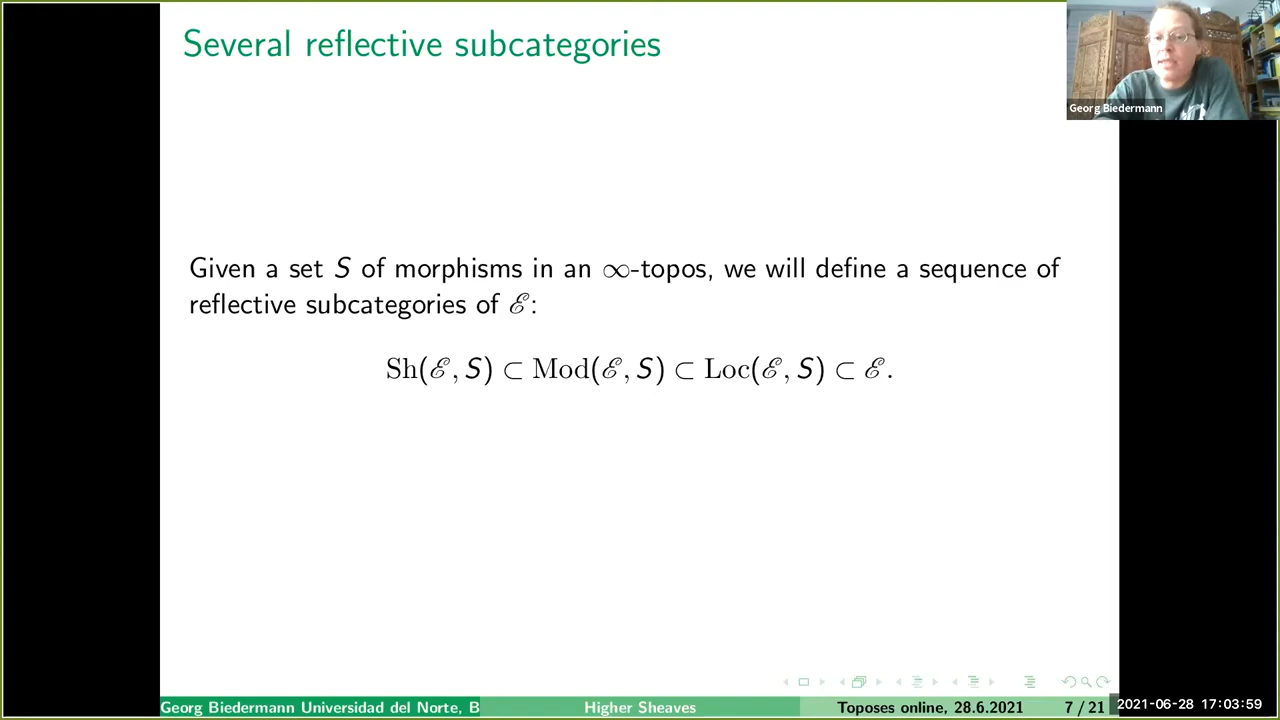 Several reflective subcategories
Georg Biedermann
Given a set S of morphisms in an ∞-topos, we will define a sequence of
reflective subcategories of ℰ:
Sh(ℰ, S) ⊂ Mod(ℰ, S) ⊂ Loc(ℰ, S) ⊂ ℰ.
Georg Biedermann Universidad del Norte, B
Higher Sheaves
Toposes online, 28.6.2021
7 / 21
2021-06-28 17:03:59